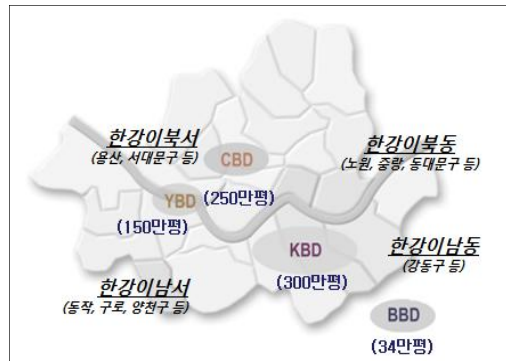 한강이북서
(용산, 서대문구 등)
CBD
(250만평)
한강이북동
(노원, 중랑, 동대문구 등)
YBD
(150만평)
KBD
(300만평)
한강이남동
(강동구 등)
한강이남서
(동작, 구로, 양천구 등)
BBD
(34만평)